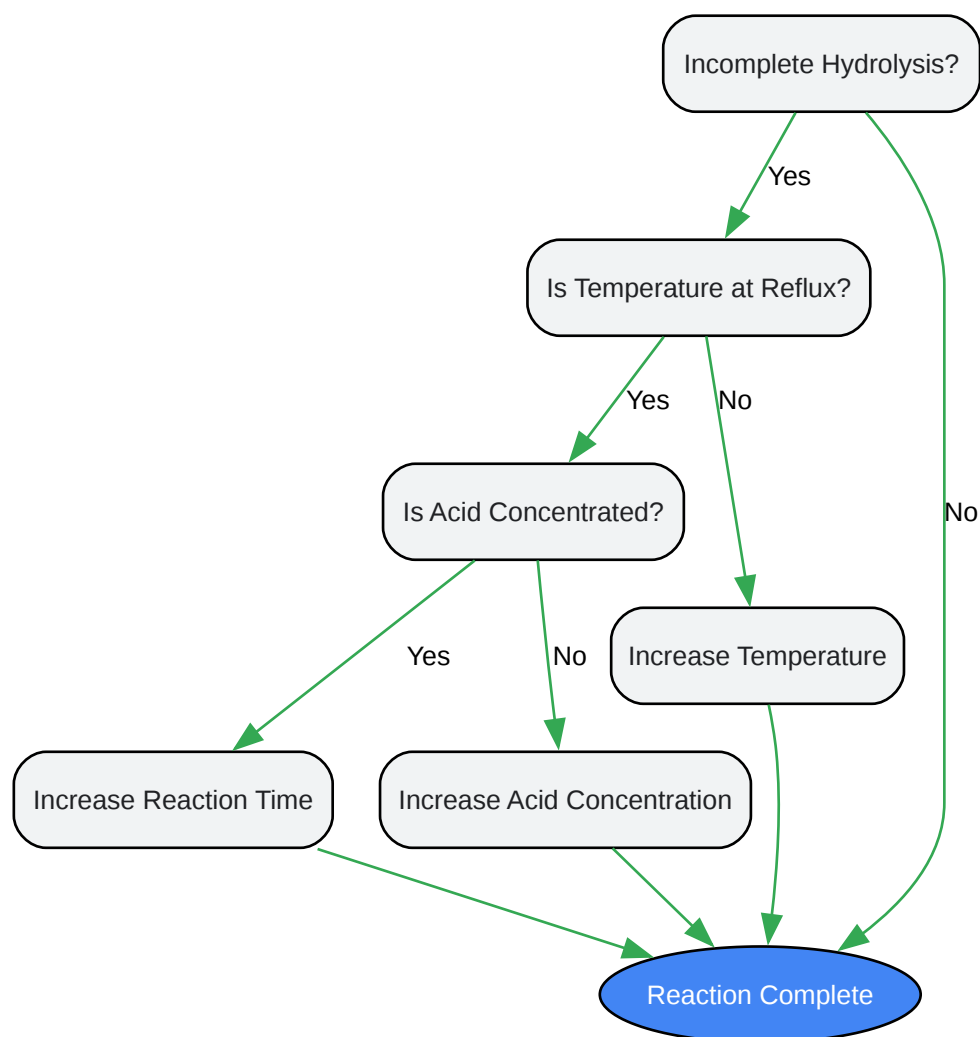 Incomplete Hydrolysis?
Yes
Is Temperature at Reflux?
Yes
No
Is Acid Concentrated?
No
Yes
No
Increase Temperature
Increase Reaction Time
Increase Acid Concentration
Reaction Complete